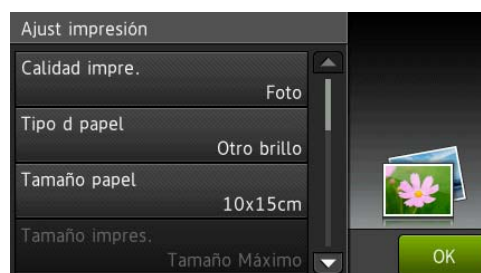 Ajust impresión
Calidad impre.
Foto
Tipo d papel
Otro brillo
Tamaño papel
10x15cm
Tamaño impres.
Tamaño Máximo
OK